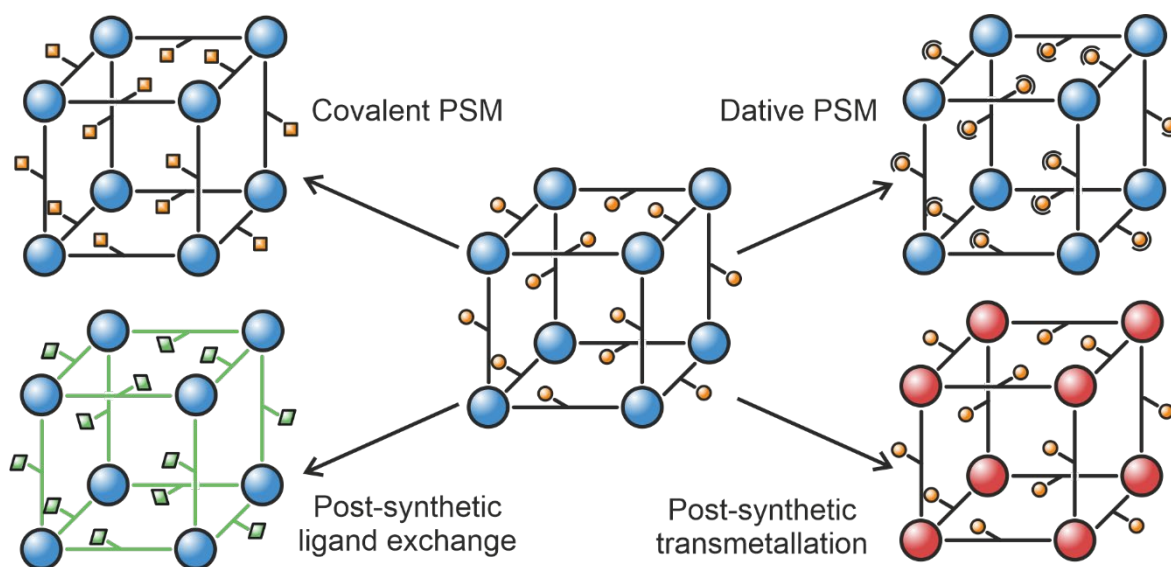 Covalent PSM
Dative PSM
Post-synthetic
ligand exchange
Post-synthetic
transmetallation